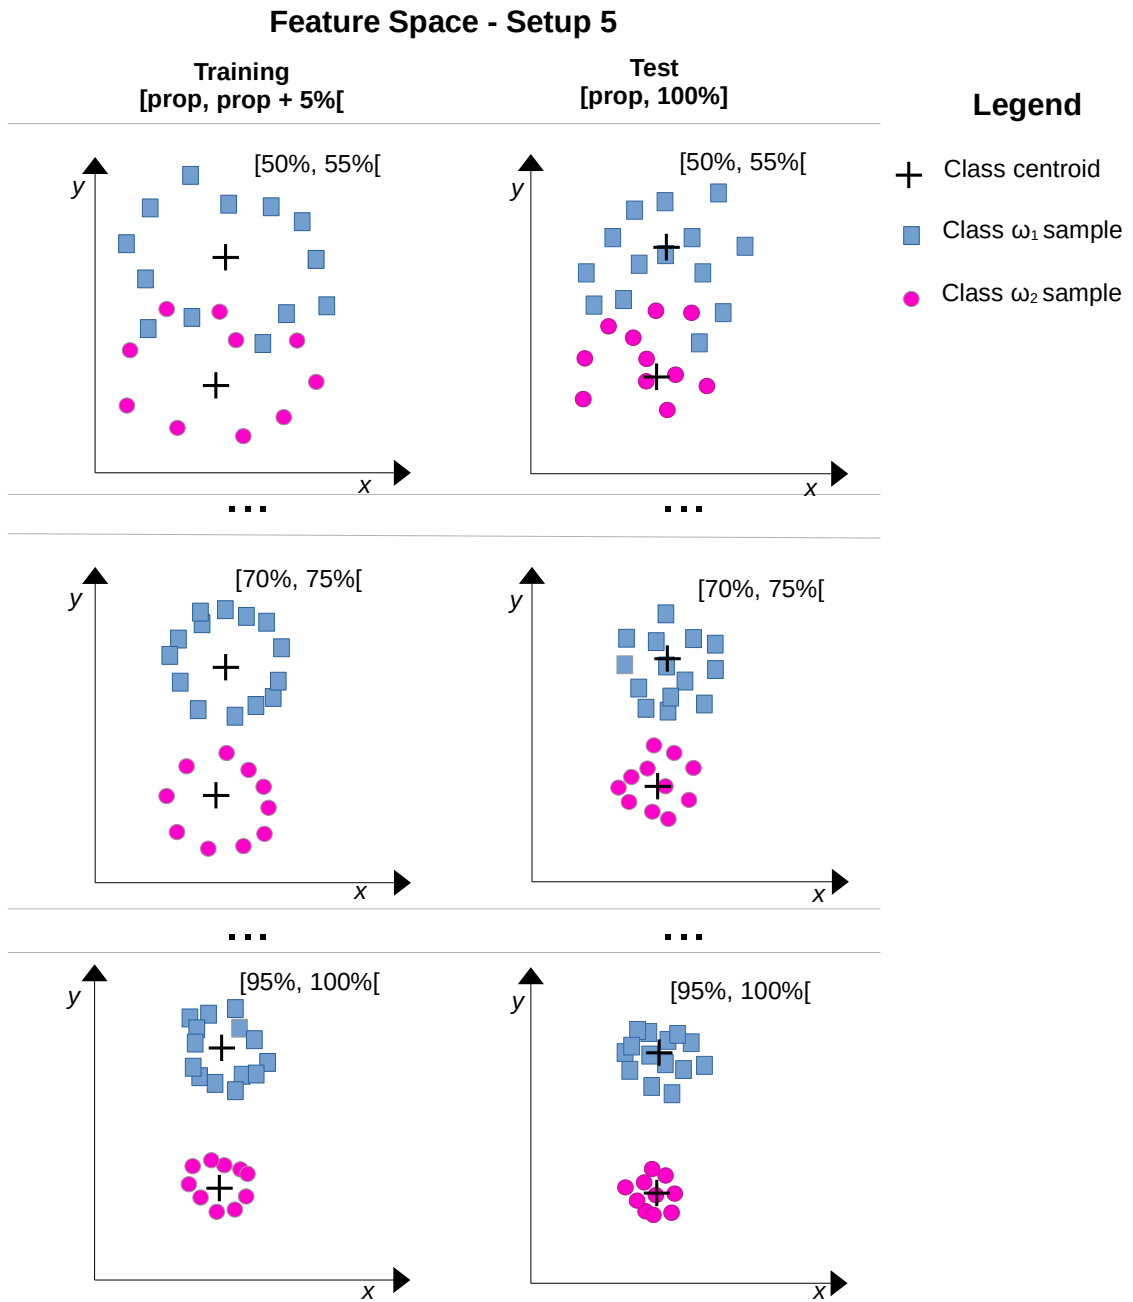 Feature Space - Setup 5
Training
[prop, prop + 5%[
Test
[prop, 100%]
Legend
Class centroid
Class ω₁ sample
Class ω₂ sample
[50%, 55%[
y
x
[50%, 55%[
y
x
...
...
[70%, 75%[
y
x
[70%, 75%[
y
x
...
...
[95%, 100%[
y
x
[95%, 100%[
y
x